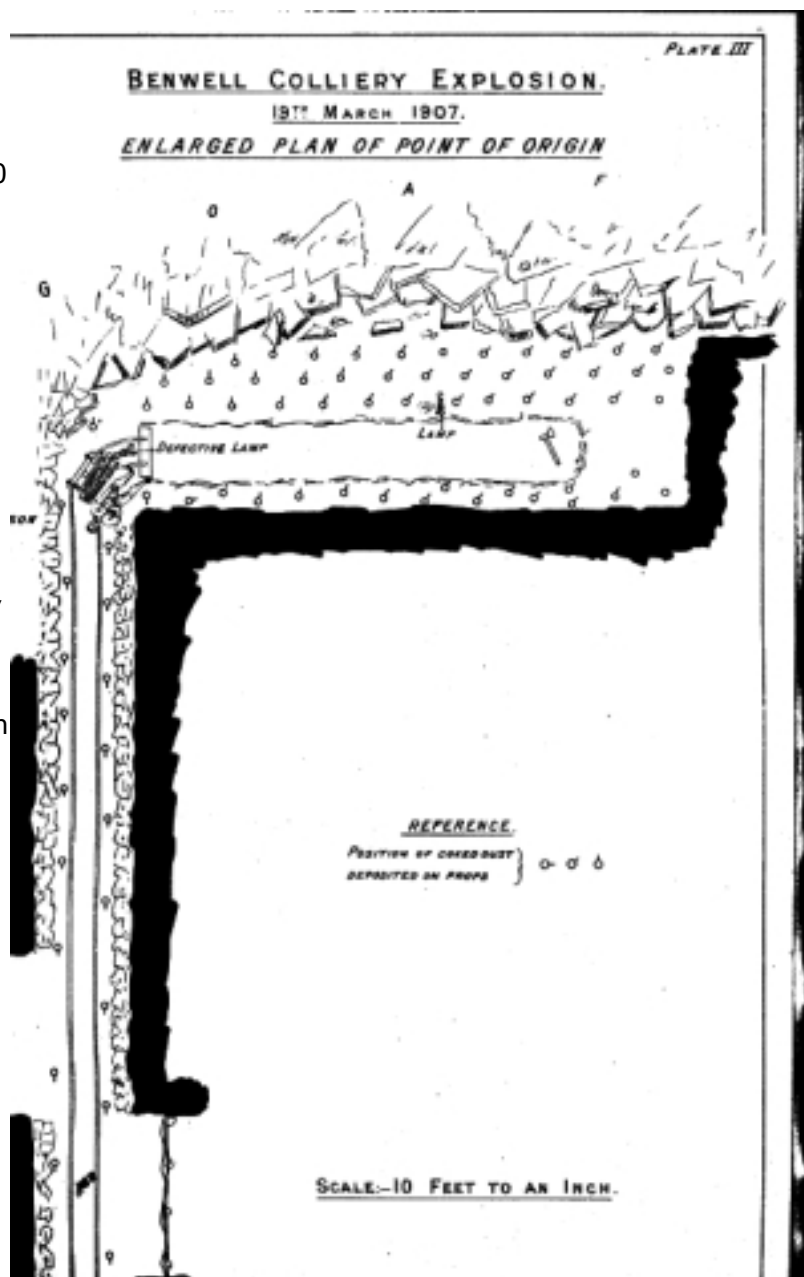 PLATE III
BENWELL COLLIERY EXPLOSION.
19TH MARCH 1907.
ENLARGED PLAN OF POINT OF ORIGIN
0
A
F
O
G
LAMP
DEFECTIVE LAMP
REFERENCE.
POSITION OF COKED DUST
DEPOSITED ON PROPS
SCALE:-10 FEET TO AN INCH.